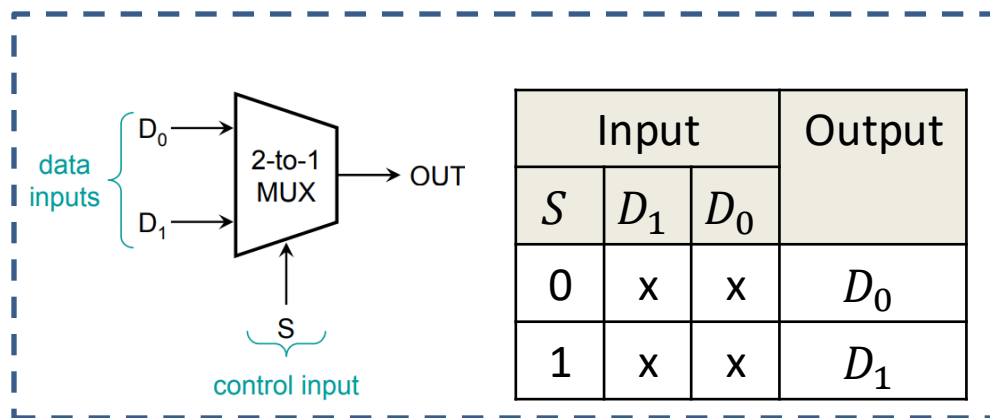 data
inputs
D₀
D₁
2-to-1
MUX
OUT
S
control input
Input Output
S D₁ D₀
0 x x D₀
1 x x D₁